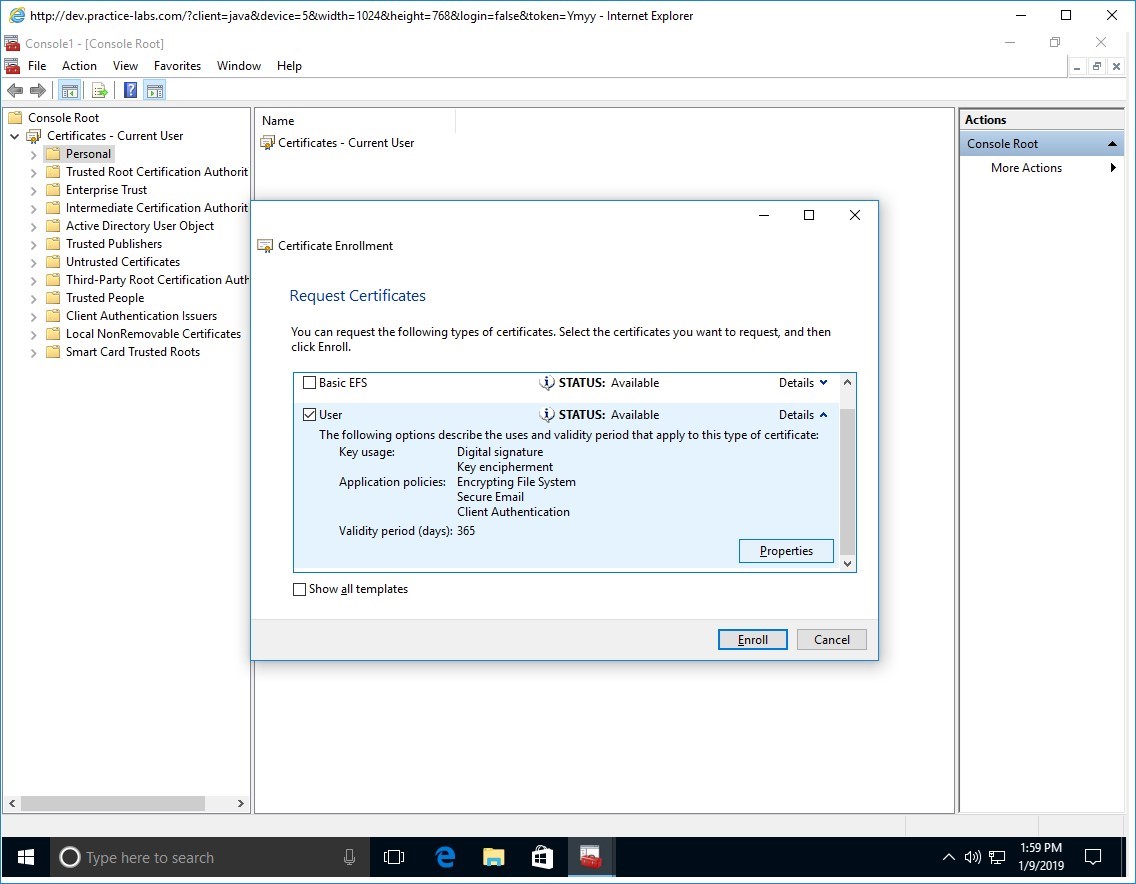 http://dev.practice-labs.com/?client=java&device=5&width=1024&height=768&login=false&token=Ymyy - Internet Explorer
Console1 - [Console Root]
File Action View Favorites Window Help
Console Root
Certificates - Current User
Personal
Trusted Root Certification Authorit
Enterprise Trust
Intermediate Certification Authorit
Active Directory User Object
Trusted Publishers
Untrusted Certificates
Third-Party Root Certification Auth
Trusted People
Client Authentication Issuers
Local NonRemovable Certificates
Smart Card Trusted Roots
Name
Certificates - Current User
Actions
Console Root
More Actions
Certificate Enrollment
Request Certificates
You can request the following types of certificates. Select the certificates you want to request, and then
click Enroll.
Basic EFS STATUS: Available Details
User STATUS: Available Details
The following options describe the uses and validity period that apply to this type of certificate:
Key usage: Digital signature
Key encipherment
Application policies: Encrypting File System
Secure Email
Client Authentication
Validity period (days): 365
Properties
Show all templates
Enroll Cancel
Type here to search
1:59 PM
1/9/2019